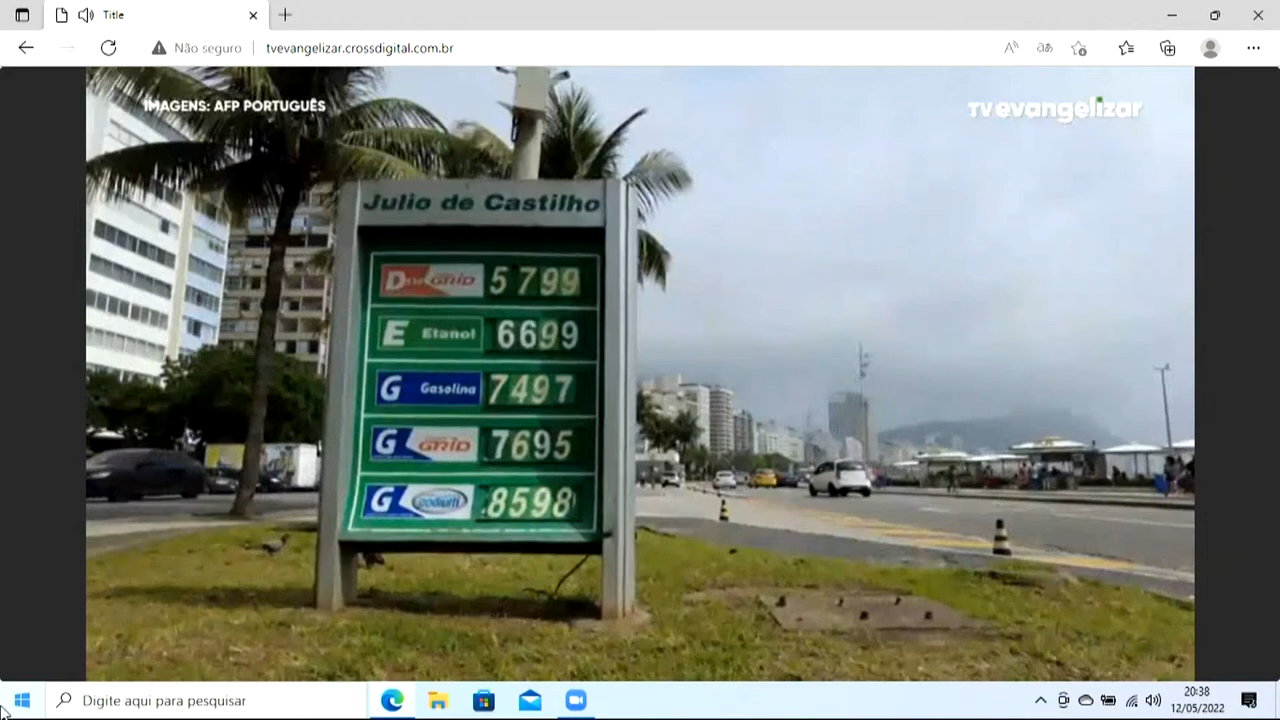 Title
Não seguro
tvevangelizar.crossdigital.com.br
IMAGENS: AFP PORTUGUÊS
TVevangelizar
Julio de Castilho
GRID 5799
E Etanol 6699
G Gasolina 7497
G GRID 7695
G Podium 8598
Digite aqui para pesquisar
20:38
12/05/2022